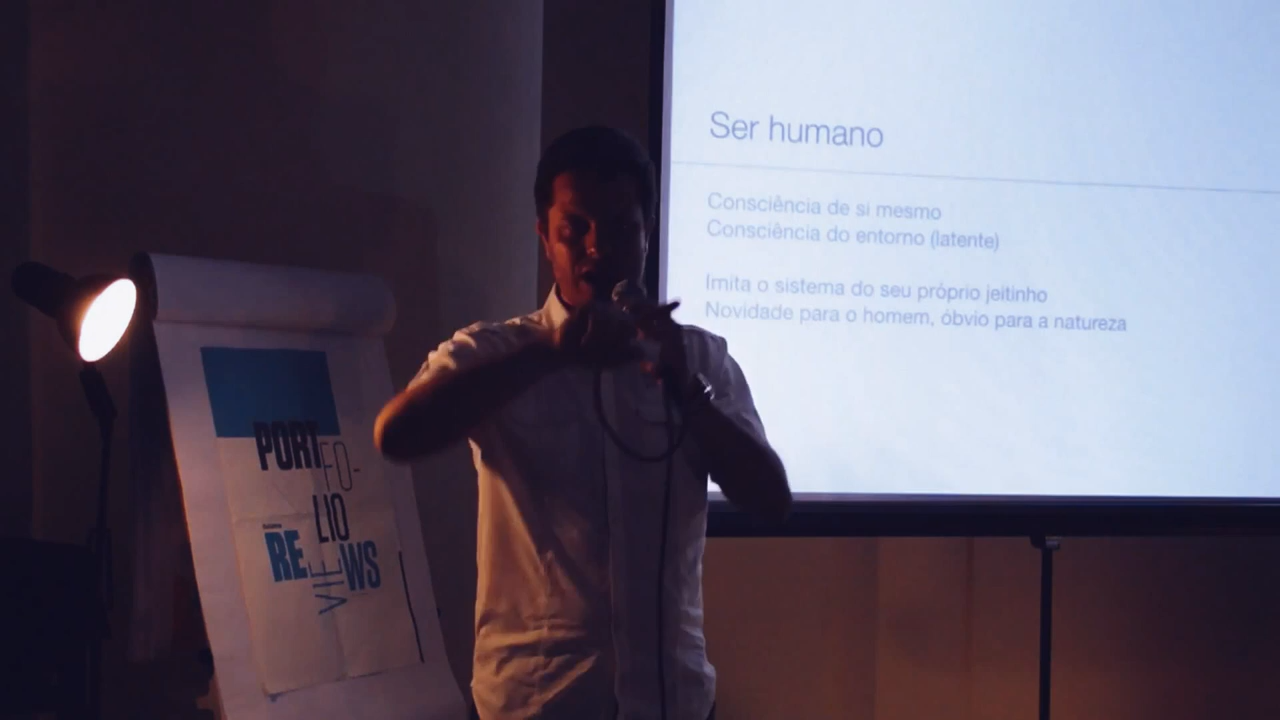 Ser humano
Consciência de si mesmo
Consciência do entorno (latente)
Imita o sistema do seu próprio jeitinho
Novidade para o homem, óbvio para a natureza
PORT
FO-
LIO
RE
VIE
WS